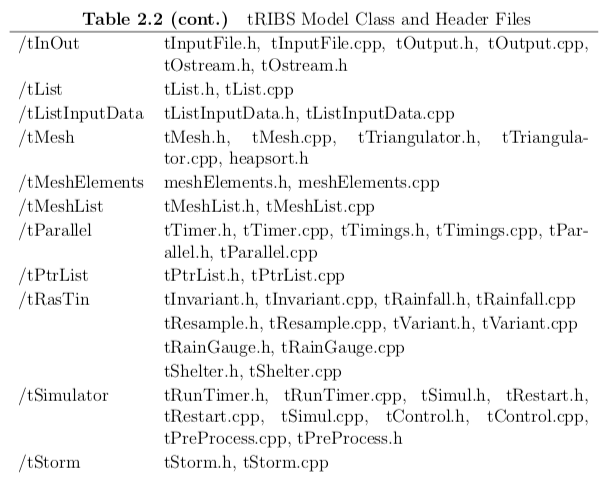 Table 2.2 (cont.) tRIBS Model Class and Header Files
/tInOut tInputFile.h, tInputFile.cpp, tOutput.h, tOutput.cpp,
tOstream.h, tOstream.h
/tList tList.h, tList.cpp
/tListInputData tListInputData.h, tListInputData.cpp
/tMesh tMesh.h, tMesh.cpp, tTriangulator.h, tTriangula-
tor.cpp, heapsort.h
/tMeshElements meshElements.h, meshElements.cpp
/tMeshList tMeshList.h, tMeshList.cpp
/tParallel tTimer.h, tTimer.cpp, tTimings.h, tTimings.cpp, tPar-
allel.h, tParallel.cpp
/tPtrList tPtrList.h, tPtrList.cpp
/tRasTin tInvariant.h, tInvariant.cpp, tRainfall.h, tRainfall.cpp
tResample.h, tResample.cpp, tVariant.h, tVariant.cpp
tRainGauge.h, tRainGauge.cpp
tShelter.h, tShelter.cpp
/tSimulator tRunTimer.h, tRunTimer.cpp, tSimul.h, tRestart.h,
tRestart.cpp, tSimul.cpp, tControl.h, tControl.cpp,
tPreProcess.cpp, tPreProcess.h
/tStorm tStorm.h, tStorm.cpp